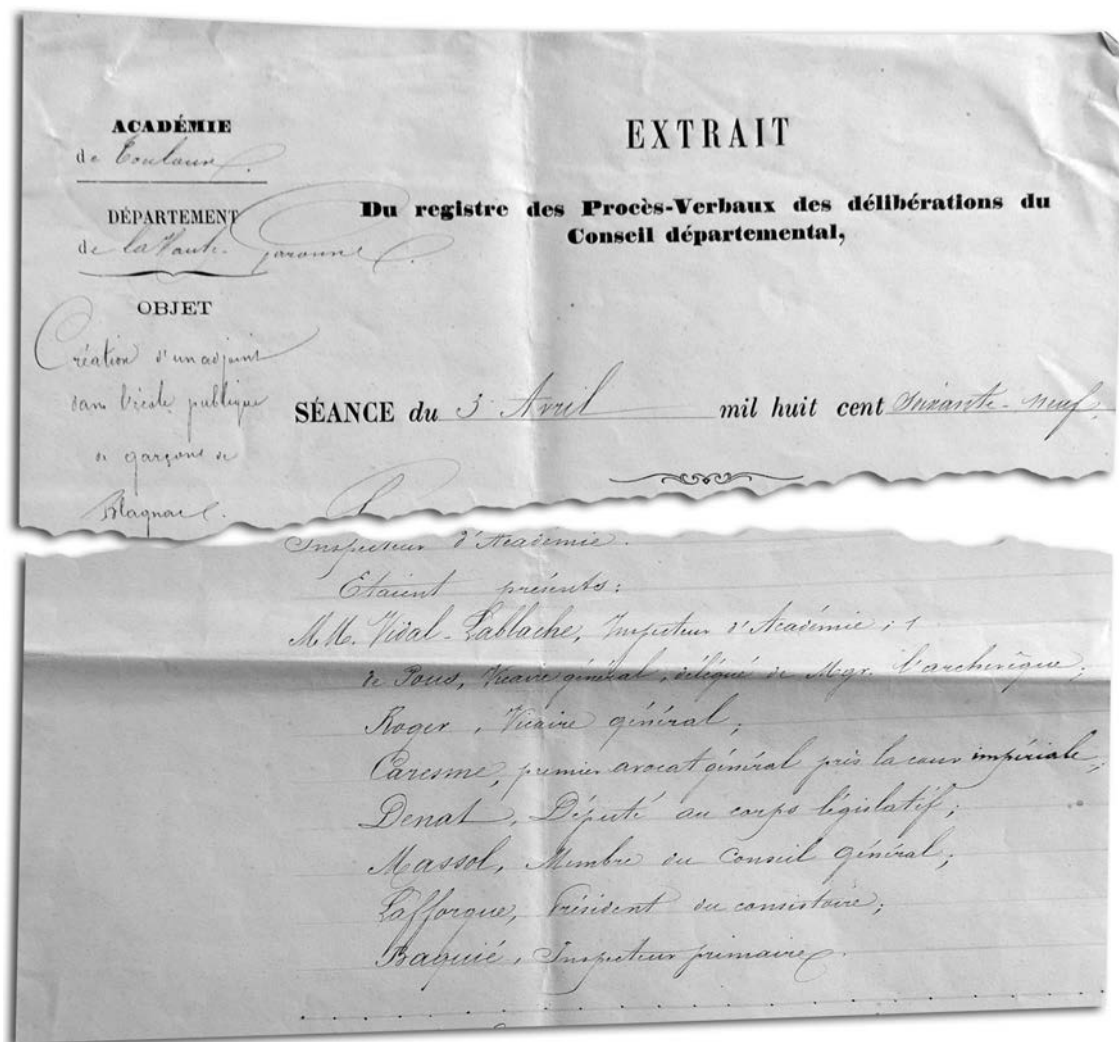 ACADÉMIE
de Toulouse
DÉPARTEMENT
de la Haute-Garonne.
OBJET
Création d'un adjoint
dans l'école publique
de garçons de
Blagnac.
EXTRAIT
Du registre des Procès-Verbaux des délibérations du
Conseil départemental,
SÉANCE du 3 Avril mil huit cent soixante-neuf.
Inspecteur d'Académie.
Etaient présents:
MM. Vidal-Lablache, Inspecteur d'Académie;
de Pous, Vicaire général, délégué de Mgr. l'archevêque;
Roger, Vicaire général;
Caresme, premier avocat général près la cour impériale;
Denat, Député au corps législatif;
Massol, Membre du Conseil général;
Lafforgue, Président du consistoire;
Baquié, Inspecteur primaire.